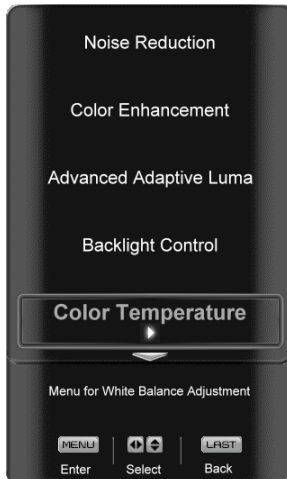 Noise Reduction
Color Enhancement
Advanced Adaptive Luma
Backlight Control
Color Temperature
Menu for White Balance Adjustment
MENU LAST
Enter Select Back